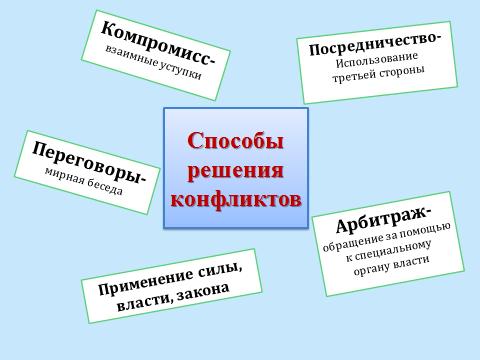 Компромисс-
взаимные уступки
Посредничество-
Использование
третьей стороны
Способы
решения
конфликтов
Переговоры-
мирная беседа
Арбитраж-
обращение за помощью
к специальному
органу власти
Применение силы,
власти, закона